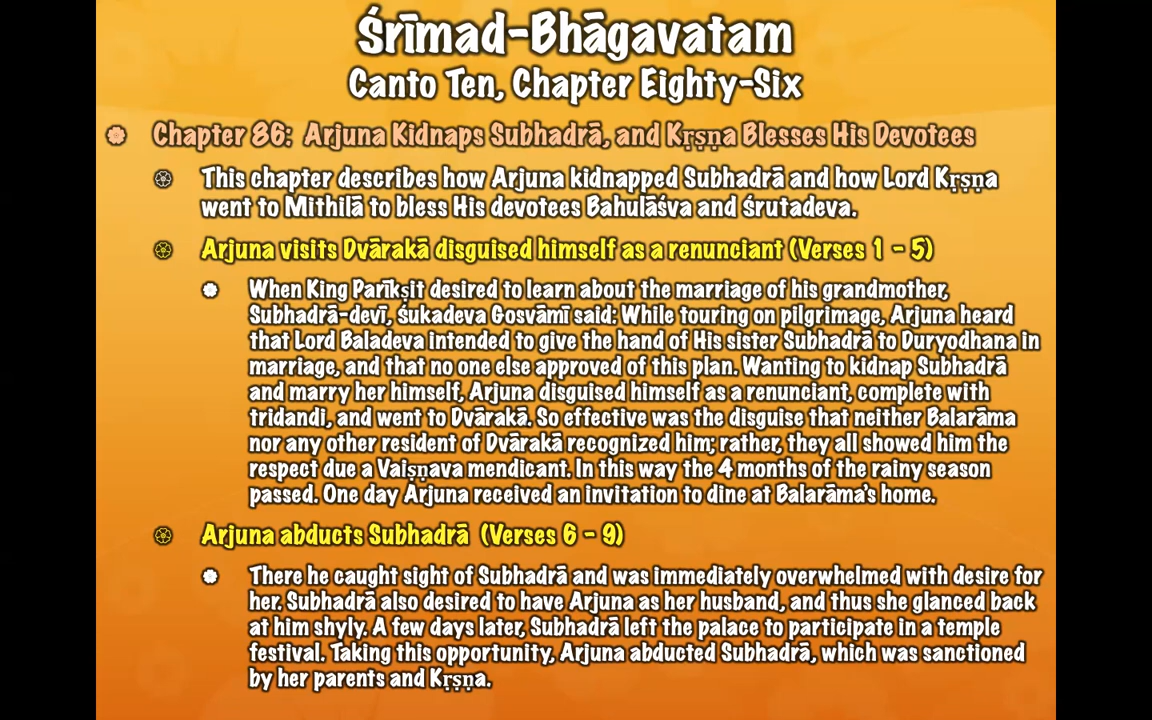 Śrīmad-Bhāgavatam
Canto Ten, Chapter Eighty-Six
Chapter 86: Arjuna Kidnaps Subhadrā, and Kṛṣṇa Blesses His Devotees
This chapter describes how Arjuna kidnapped Subhadrā and how Lord Kṛṣṇa
went to Mithilā to bless His devotees Bahulāśva and śrutadeva.
Arjuna visits Dvārakā disguised himself as a renunciant (Verses 1 - 5)
When King Parīkṣit desired to learn about the marriage of his grandmother,
Subhadrā-devī, śukadeva Gosvāmī said: While touring on pilgrimage, Arjuna heard
that Lord Baladeva intended to give the hand of His sister Subhadrā to Duryodhana in
marriage, and that no one else approved of this plan. Wanting to kidnap Subhadrā
and marry her himself, Arjuna disguised himself as a renunciant, complete with
tridandi, and went to Dvārakā. So effective was the disguise that neither Balarāma
nor any other resident of Dvārakā recognized him; rather, they all showed him the
respect due a Vaiṣṇava mendicant. In this way the 4 months of the rainy season
passed. One day Arjuna received an invitation to dine at Balarāma's home.
Arjuna abducts Subhadrā (Verses 6 - 9)
There he caught sight of Subhadrā and was immediately overwhelmed with desire for
her. Subhadrā also desired to have Arjuna as her husband, and thus she glanced back
at him shyly. A few days later, Subhadrā left the palace to participate in a temple
festival. Taking this opportunity, Arjuna abducted Subhadrā, which was sanctioned
by her parents and Kṛṣṇa.